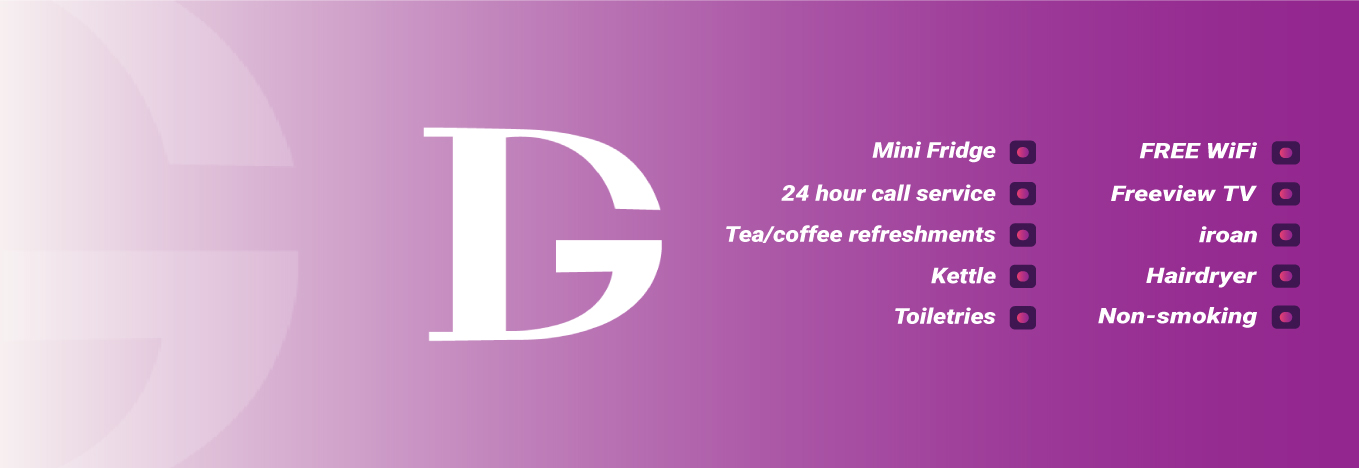 DG
Mini Fridge
24 hour call service
Tea/coffee refreshments
Kettle
Toiletries
FREE WiFi
Freeview TV
iroan
Hairdryer
Non-smoking